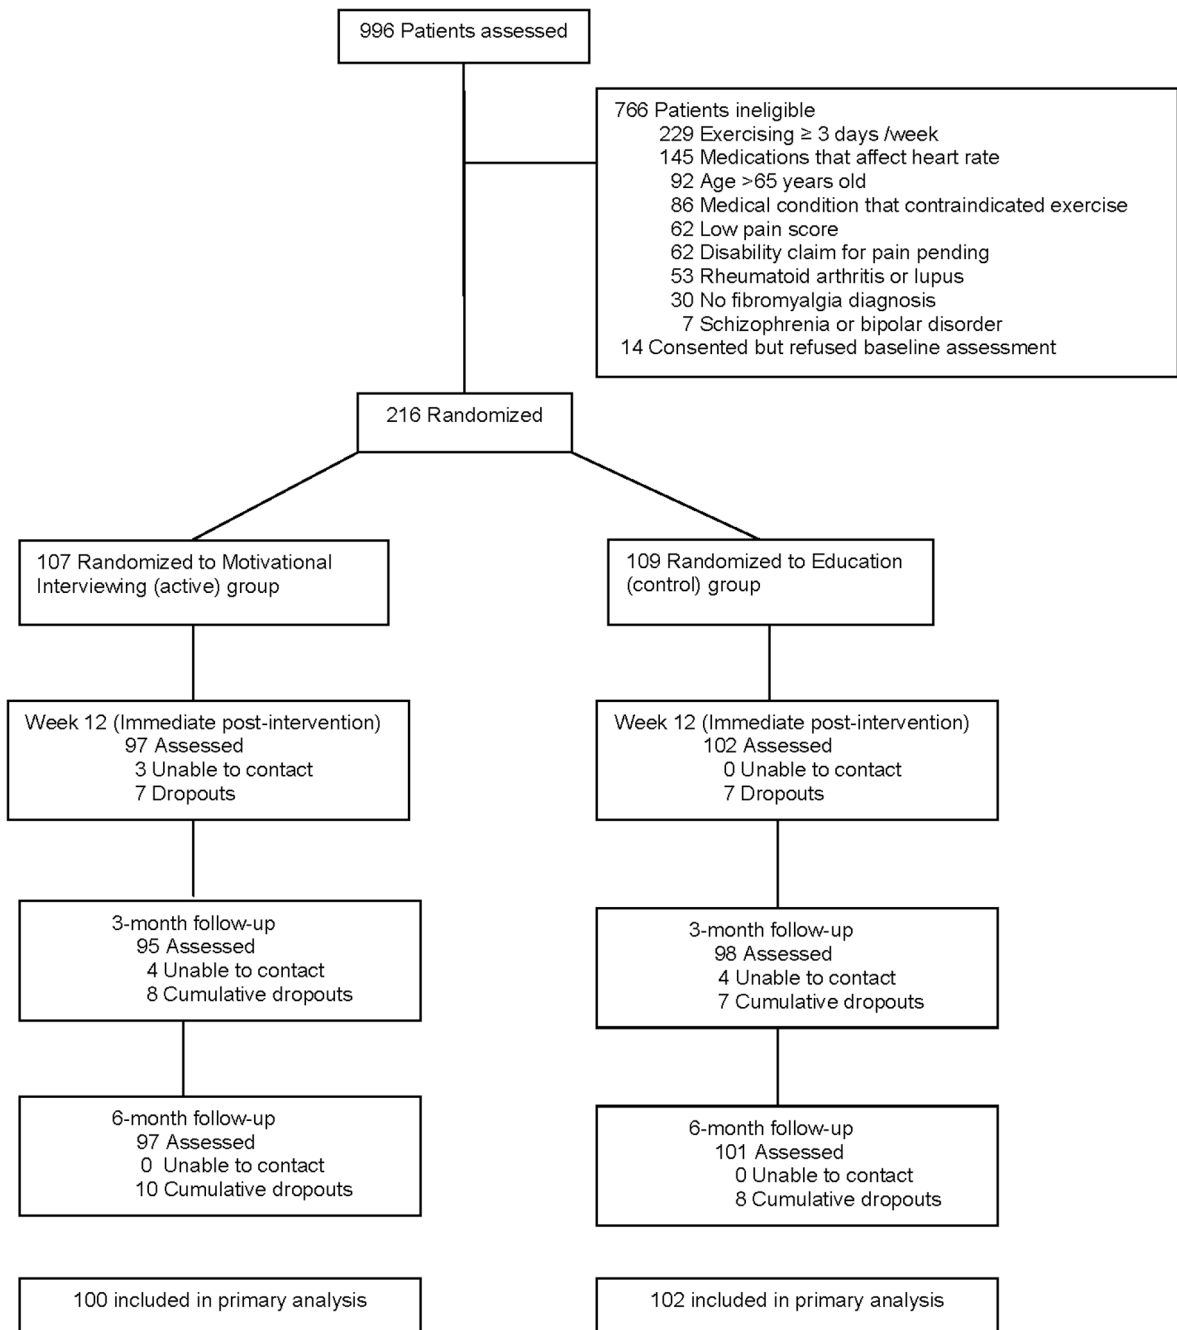 996 Patients assessed
766 Patients ineligible
229 Exercising ≥ 3 days /week
145 Medications that affect heart rate
92 Age >65 years old
86 Medical condition that contraindicated exercise
62 Low pain score
62 Disability claim for pain pending
53 Rheumatoid arthritis or lupus
30 No fibromyalgia diagnosis
7 Schizophrenia or bipolar disorder
14 Consented but refused baseline assessment
216 Randomized
107 Randomized to Motivational
Interviewing (active) group
109 Randomized to Education
(control) group
Week 12 (Immediate post-intervention)
97 Assessed
3 Unable to contact
7 Dropouts
Week 12 (Immediate post-intervention)
102 Assessed
0 Unable to contact
7 Dropouts
3-month follow-up
95 Assessed
4 Unable to contact
8 Cumulative dropouts
3-month follow-up
98 Assessed
4 Unable to contact
7 Cumulative dropouts
6-month follow-up
97 Assessed
0 Unable to contact
10 Cumulative dropouts
6-month follow-up
101 Assessed
0 Unable to contact
8 Cumulative dropouts
100 included in primary analysis
102 included in primary analysis